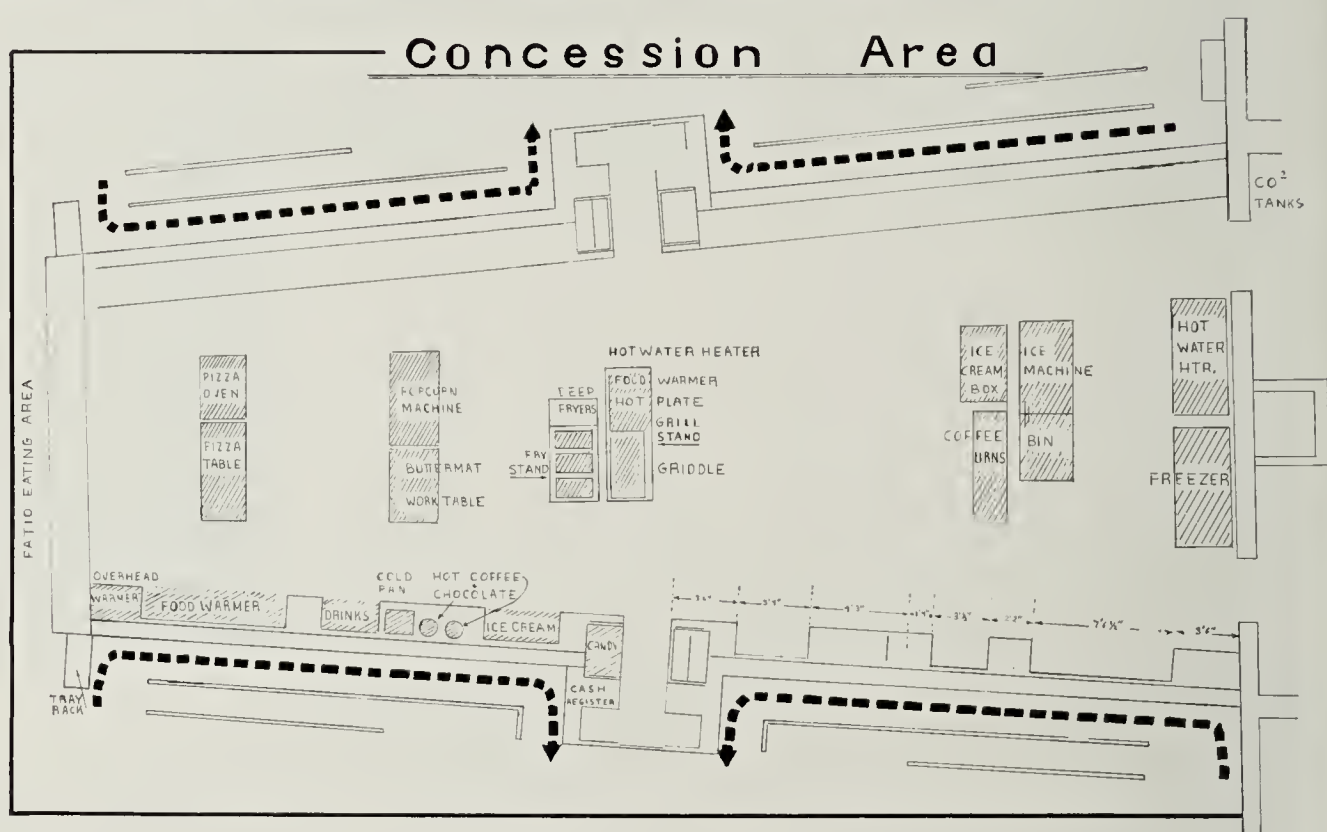 Concession Area
CO²
TANKS
PATIO EATING AREA
PIZZA
OVEN
PIZZA
TABLE
POPCORN
MACHINE
BUTTERMAT
WORK TABLE
DEEP
FRYERS
FRY
STAND
HOT WATER HEATER
FOOD WARMER
HOT PLATE
GRILL
STAND
GRIDDLE
ICE
CREAM
BOX
ICE
MACHINE
COFFEE
URNS
BIN
HOT
WATER
HTR.
FREEZER
OVERHEAD
WARMER
FOOD WARMER
DRINKS
COLD
PAN
HOT COFFEE
CHOCOLATE
ICE CREAM
CANDY
CASH
REGISTER
TRAY
RACK
3'6"